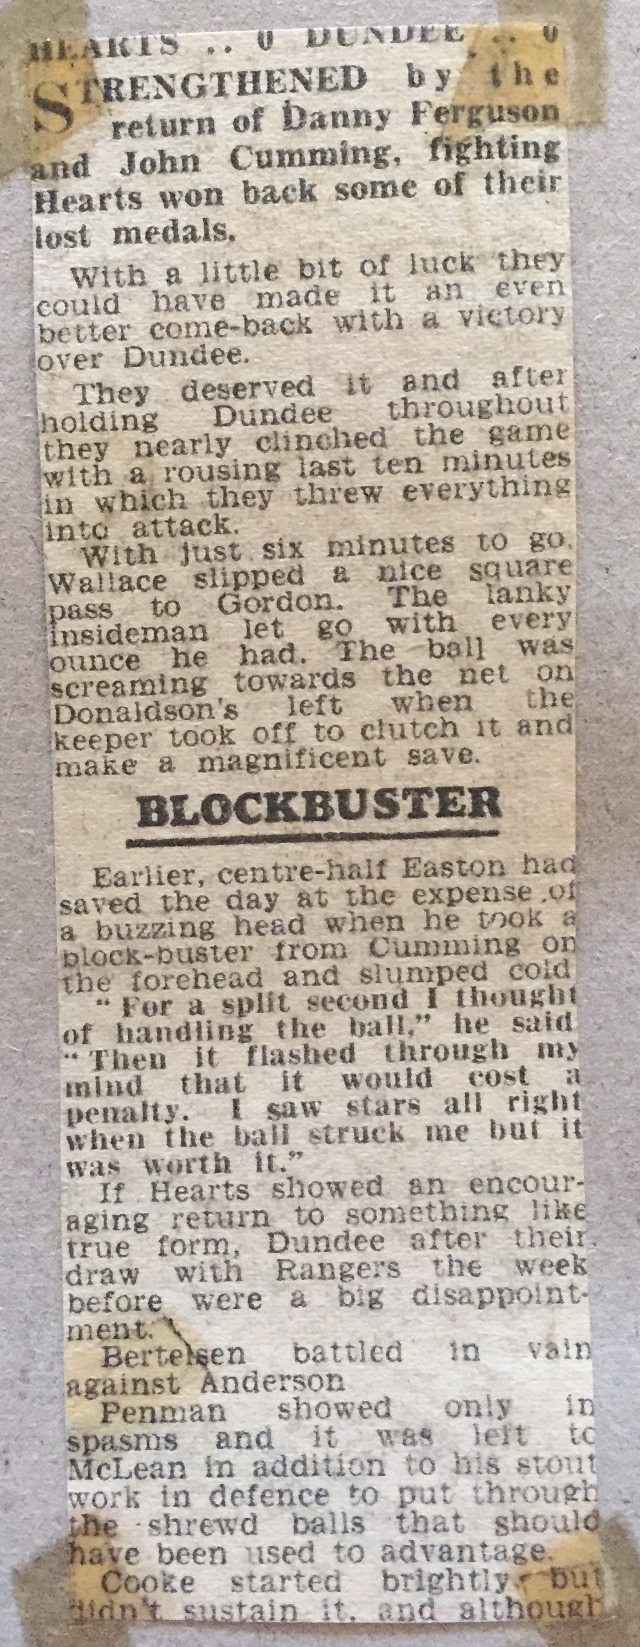 HEARTS .. 0 DUNDEE .. 0
STRENGTHENED by the
return of Danny Ferguson
and John Cumming, fighting
Hearts won back some of their
lost medals.
With a little bit of luck they
could have made it an even
better come-back with a victory
over Dundee.
They deserved it and after
holding Dundee throughout
they nearly clinched the game
with a rousing last ten minutes
in which they threw everything
into attack.
With just six minutes to go,
Wallace slipped a nice square
pass to Gordon. The lanky
insideman let go with every
ounce he had. The ball was
screaming towards the net on
Donaldson's left when the
keeper took off to clutch it and
make a magnificent save.
BLOCKBUSTER
Earlier, centre-half Easton had
saved the day at the expense of
a buzzing head when he took a
block-buster from Cumming on
the forehead and slumped cold
"For a split second I thought
of handling the ball," he said
"Then it flashed through my
mind that it would cost a
penalty. I saw stars all right
when the ball struck me but it
was worth it."
If Hearts showed an encour-
aging return to something like
true form, Dundee after their
draw with Rangers the week
before were a big disappoint-
ment.
Bertelsen battled in vain
against Anderson
Penman showed only in
spasms and it was left to
McLean in addition to his stout
work in defence to put through
the shrewd balls that should
have been used to advantage.
Cooke started brightly but
didn't sustain it, and although